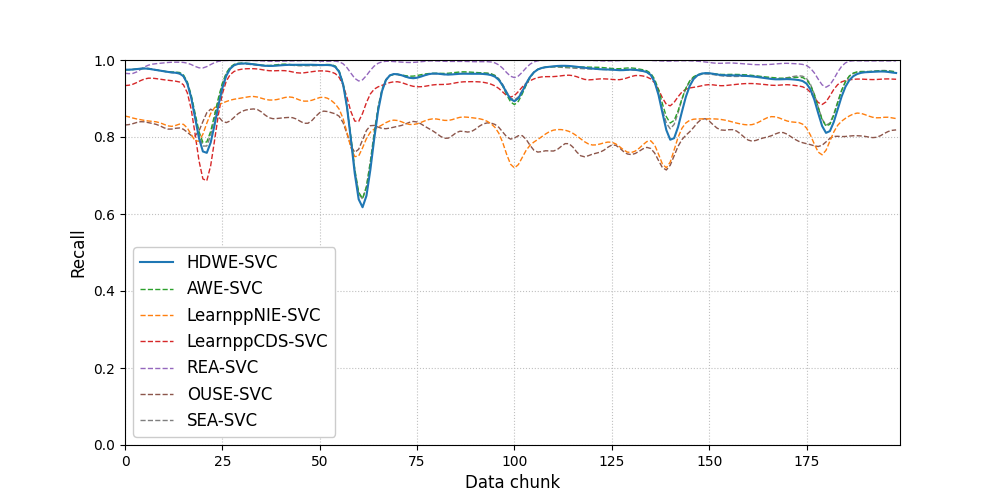 1.0
0.8
0.6
0.4
0.2
0.0
Recall
HDWE-SVC
AWE-SVC
LearnppNIE-SVC
LearnppCDS-SVC
REA-SVC
OUSE-SVC
SEA-SVC
0 25 50 75 100 125 150 175
Data chunk